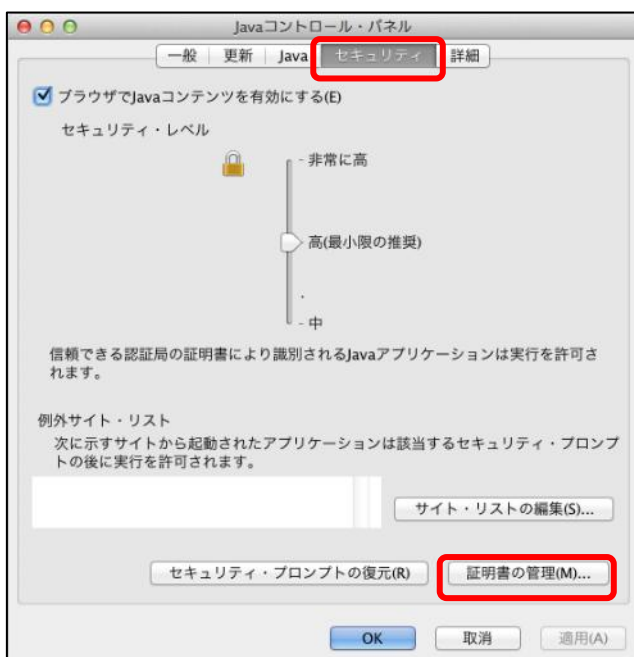 Javaコントロール・パネル
一般 更新 Java セキュリティ 詳細
ブラウザでJavaコンテンツを有効にする(E)
セキュリティ・レベル
- 非常に高
高(最小限の推奨)
- 中
信頼できる認証局の証明書により識別されるJavaアプリケーションは実行を許可さ
れます。
例外サイト・リスト
次に示すサイトから起動されたアプリケーションは該当するセキュリティ・プロンプ
トの後に実行を許可されます。
サイト・リストの編集(S)...
セキュリティ・プロンプトの復元(R) 証明書の管理(M)...
OK 取消 適用(A)